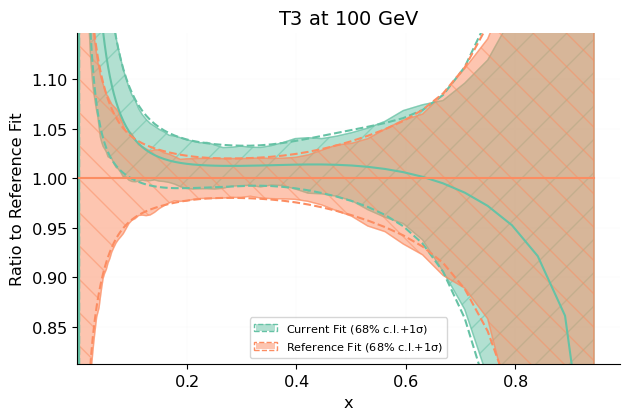 T3 at 100 GeV
Ratio to Reference Fit
1.10
1.05
1.00
0.95
0.90
0.85
Current Fit (68% c.l.+1σ)
Reference Fit (68% c.l.+1σ)
0.2 0.4 0.6 0.8
x